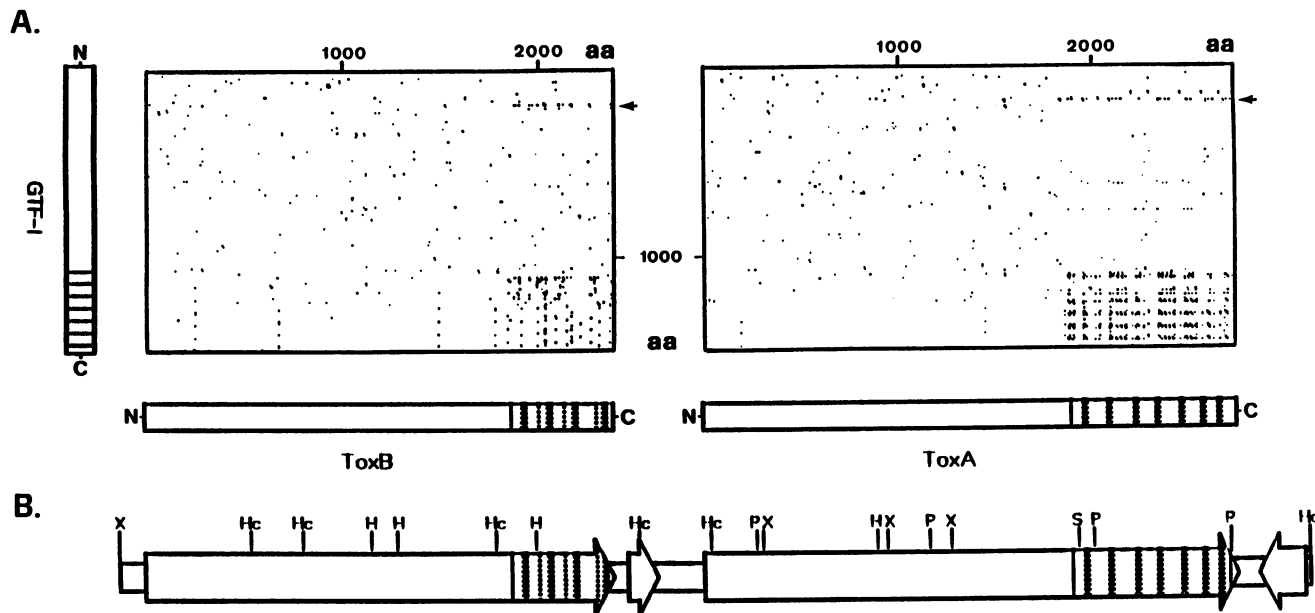 A.
N
1000 2000 aa
1000 2000 aa
GTF-I
1000
aa
C
N C
N C
ToxB
ToxA
B.
X Hc Hc H H Hc H Hc Hc P X H X P X S P P Hc